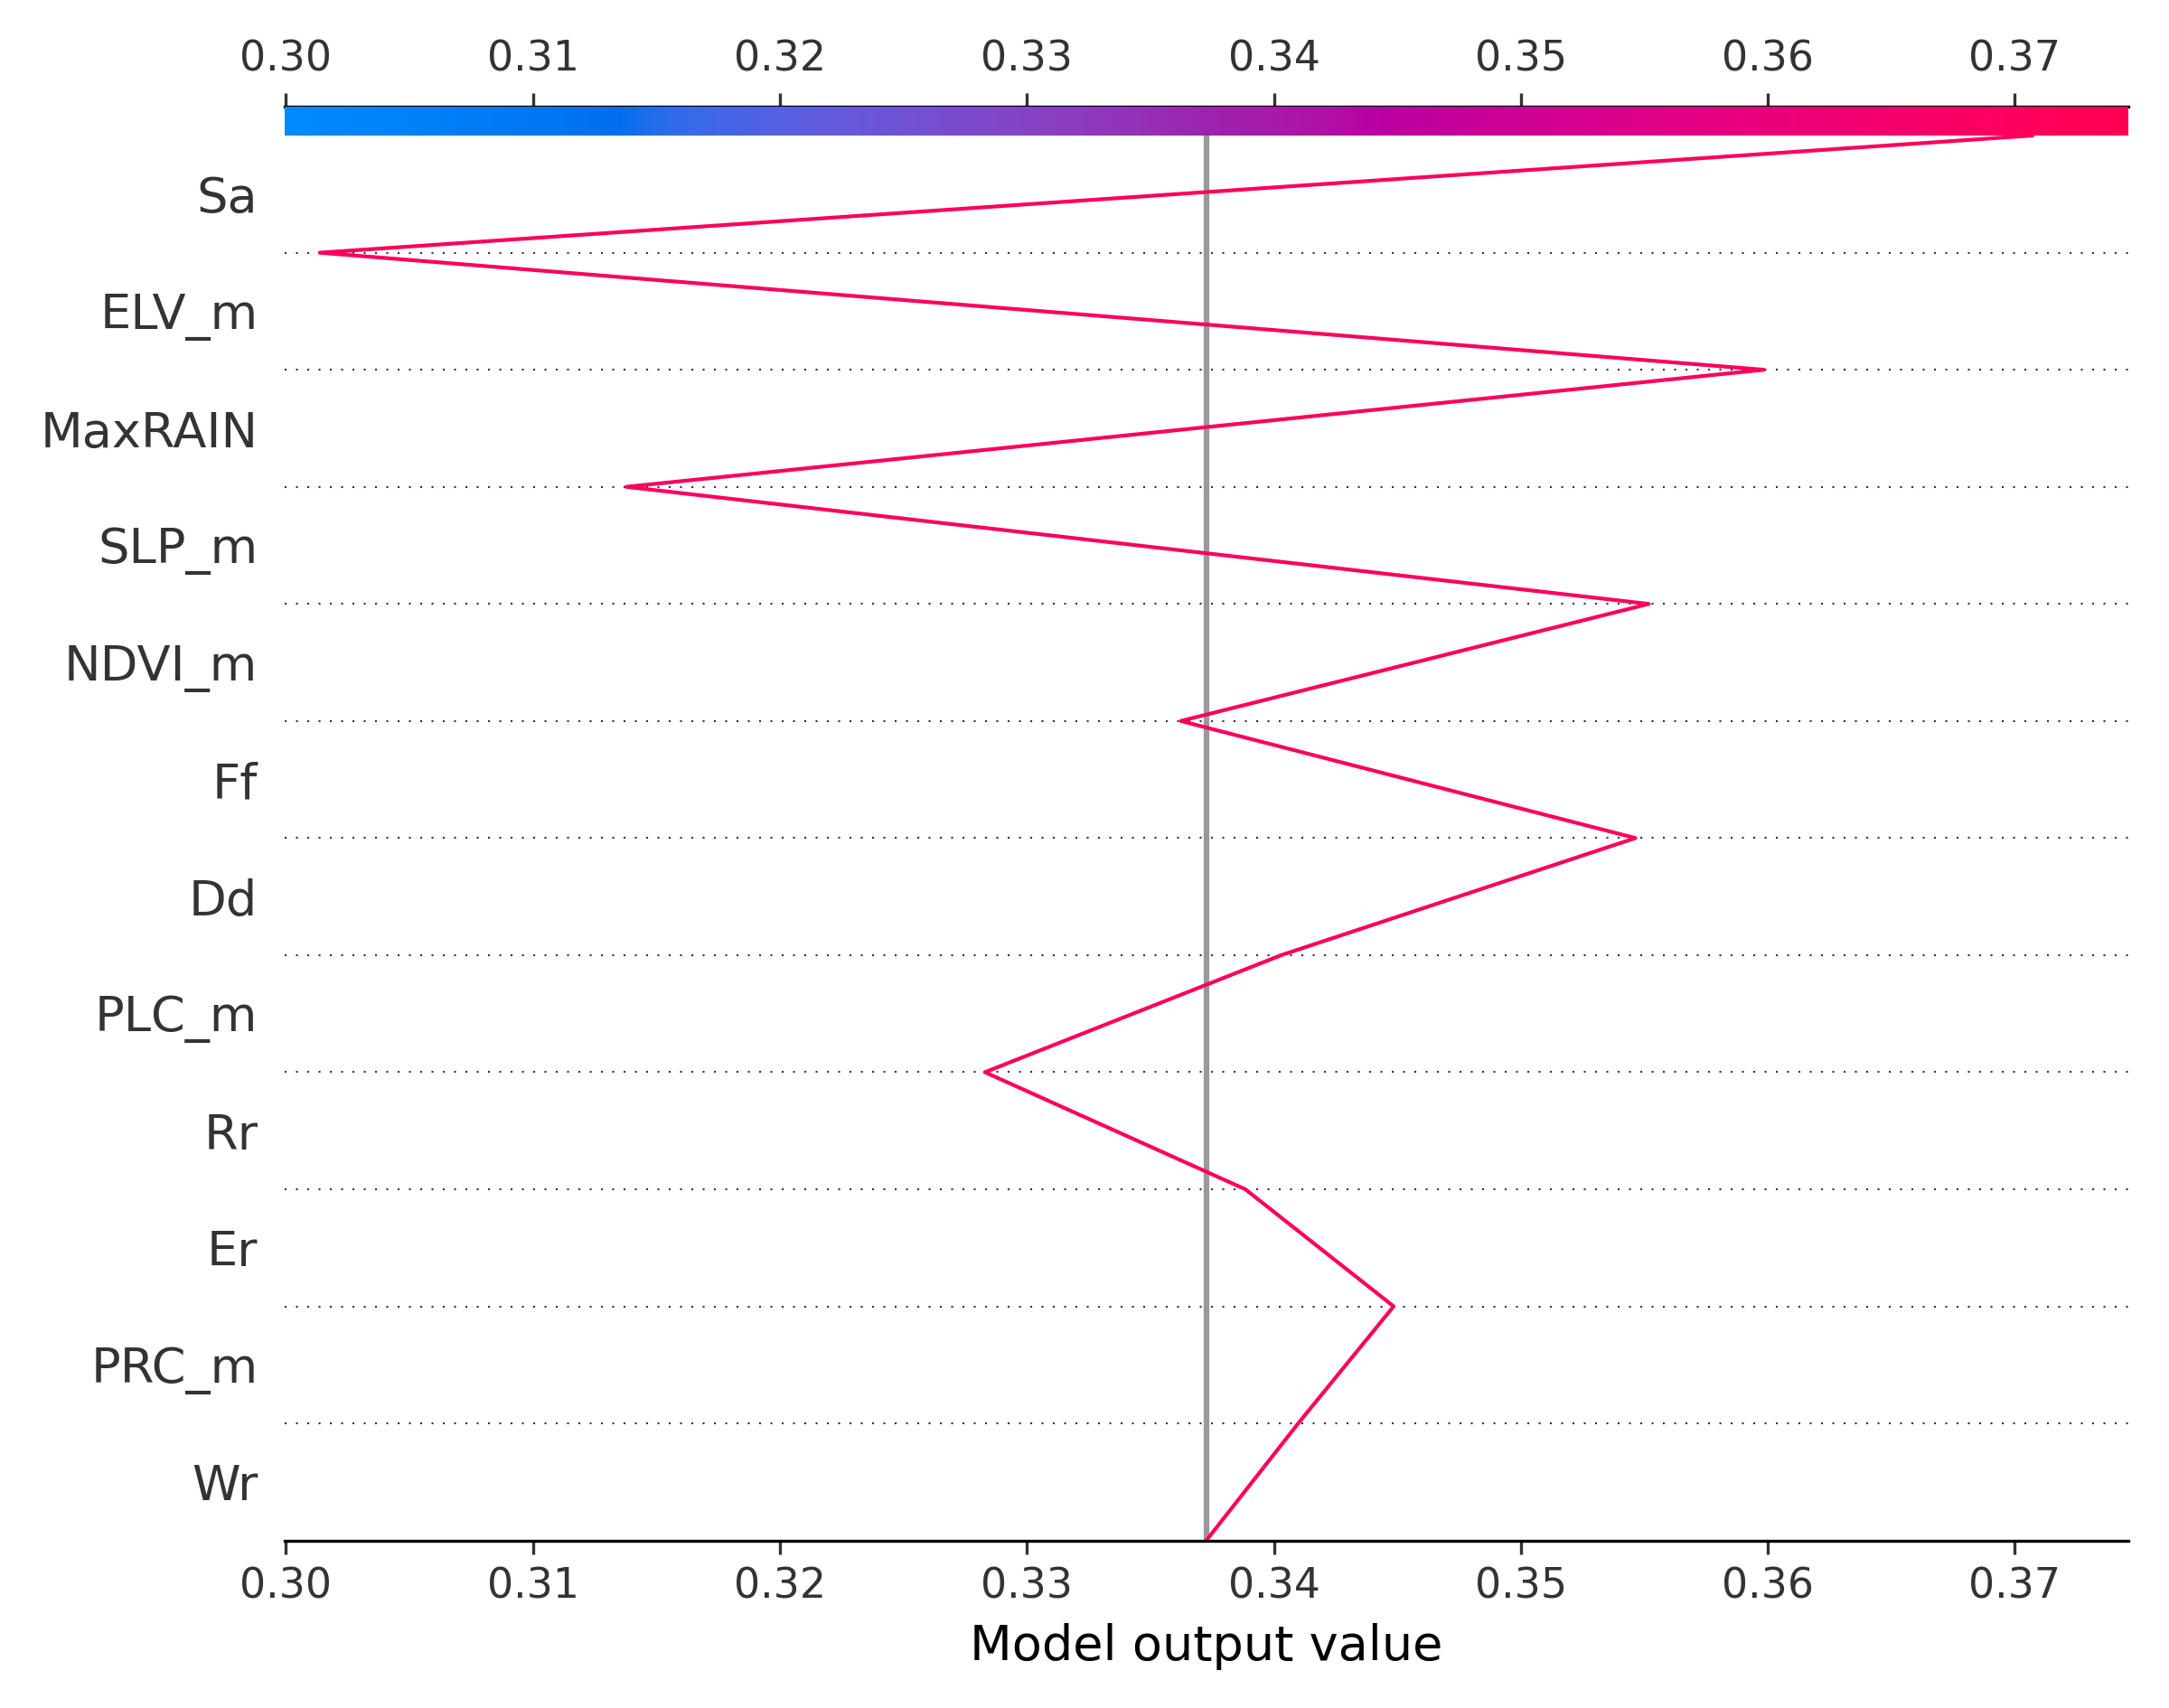 0.30 0.31 0.32 0.33 0.34 0.35 0.36 0.37
Sa
ELV_m
MaxRAIN
SLP_m
NDVI_m
Ff
Dd
PLC_m
Rr
Er
PRC_m
Wr
0.30 0.31 0.32 0.33 0.34 0.35 0.36 0.37
Model output value